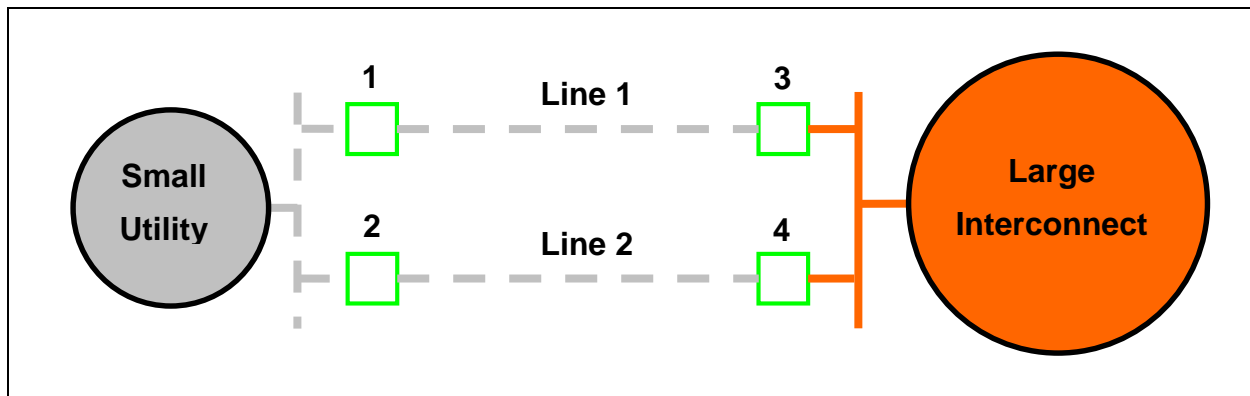 1
Line 1
3
Small
Utility
Large
Interconnect
2
Line 2
4